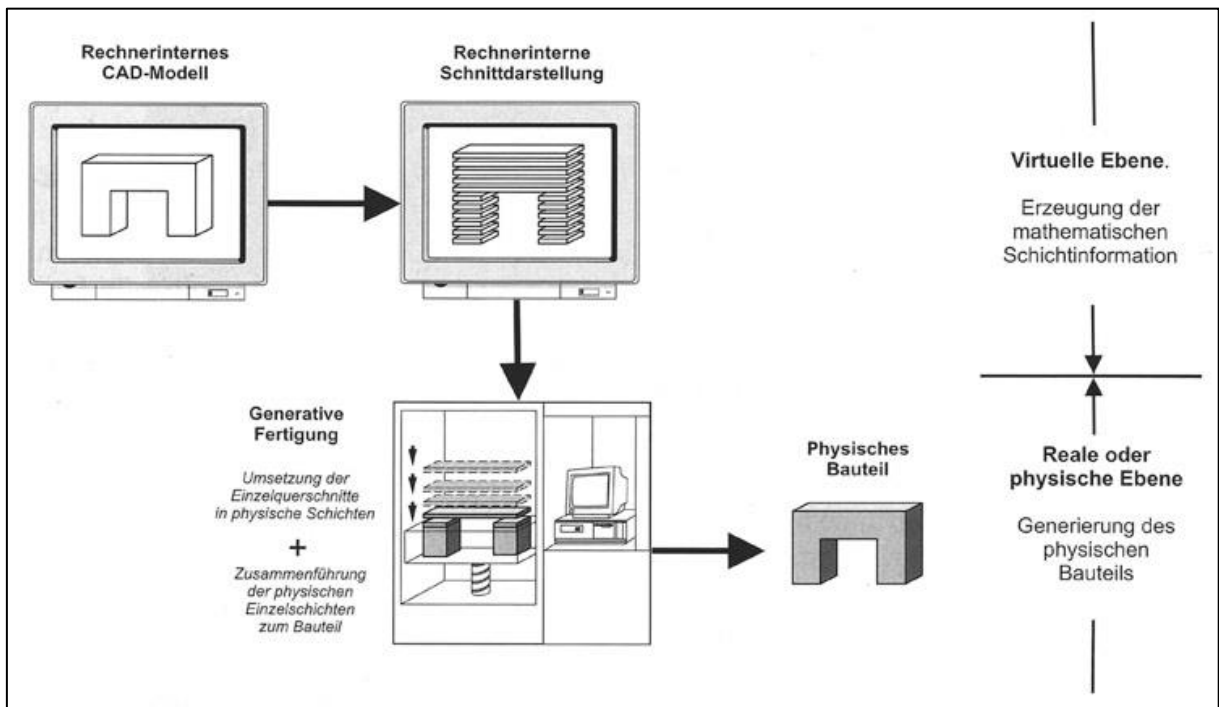 Rechnerinternes
CAD-Modell
Rechnerinterne
Schnittdarstellung
Virtuelle Ebene.
Erzeugung der
mathematischen
Schichtinformation
Generative
Fertigung
Umsetzung der
Einzelquerschnitte
in physische Schichten
+
Zusammenführung
der physischen
Einzelschichten
zum Bauteil
Physisches
Bauteil
Reale oder
physische Ebene
Generierung des
physischen
Bauteils